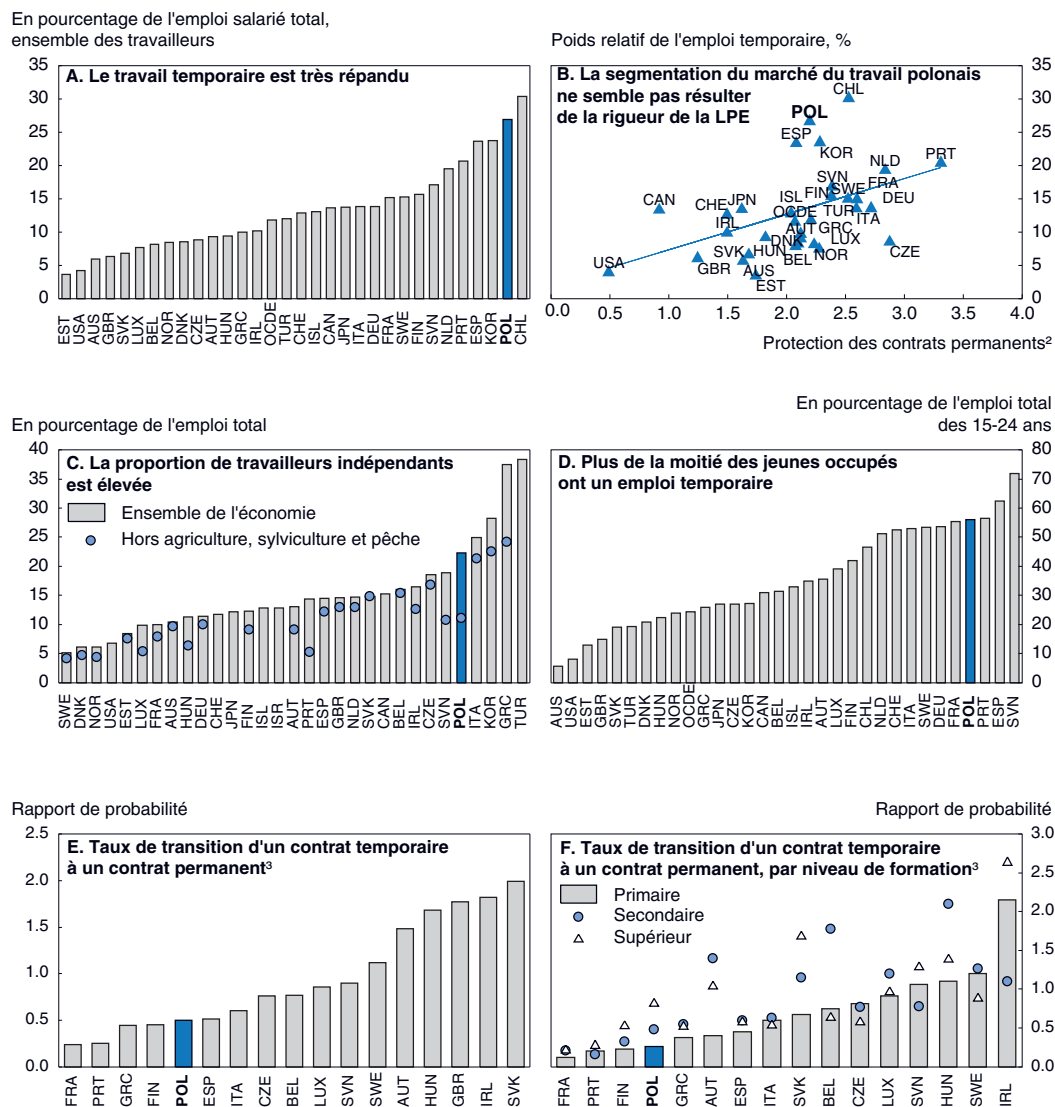 En pourcentage de l'emploi salarié total,
ensemble des travailleurs
A. Le travail temporaire est très répandu
35
30
25
20
15
10
5
0
EST USA AUS GBR SVK LUX BEL NOR DNK CZE AUT HUN GRC IRL OCDE TUR CHE ISL CAN JPN ITA DEU FRA SWE FIN SVN NLD PRT ESP KOR POL CHL
Poids relatif de l'emploi temporaire, %
B. La segmentation du marché du travail polonais
ne semble pas résulter
de la rigueur de la LPE
35
30
25
20
15
10
5
0
CHL
POL
ESP
KOR
NLD
PRT
SVN
FRA
FIN
SWE
DEU
CAN
CHE
JPN
ISL
OCDE
TUR
ITA
IRL
AUT
GRC
DNK
LUX
USA
GBR
SVK
HUN
BEL
NOR
CZE
AUS
EST
0.0 0.5 1.0 1.5 2.0 2.5 3.0 3.5 4.0
Protection des contrats permanents²
En pourcentage de l'emploi total
C. La proportion de travailleurs indépendants
est élevée
Ensemble de l'économie
Hors agriculture, sylviculture et pêche
40
35
30
25
20
15
10
5
0
SWE DNK NOR USA EST LUX FRA AUS HUN DEU CHE JPN FIN ISL ISR AUT PRT ESP GBR NLD SVK CAN BEL IRL CZE SVN POL ITA KOR GRC TUR
En pourcentage de l'emploi total
des 15-24 ans
D. Plus de la moitié des jeunes occupés
ont un emploi temporaire
80
70
60
50
40
30
20
10
0
AUS USA EST GBR SVK TUR DNK HUN NOR OCDE GRC JPN CZE KOR CAN BEL ISL IRL AUT LUX FIN CHL NLD CHE ITA SWE DEU FRA POL PRT ESP SVN
Rapport de probabilité
E. Taux de transition d'un contrat temporaire
à un contrat permanent³
2.5
2.0
1.5
1.0
0.5
0.0
FRA PRT GRC FIN POL ESP ITA CZE BEL LUX SVN SWE AUT HUN GBR IRL SVK
Rapport de probabilité
F. Taux de transition d'un contrat temporaire
à un contrat permanent, par niveau de formation³
Primaire
Secondaire
Supérieur
3.0
2.5
2.0
1.5
1.0
0.5
0.0
FRA PRT FIN POL GRC AUT ESP ITA SVK BEL CZE LUX SVN HUN SWE IRL